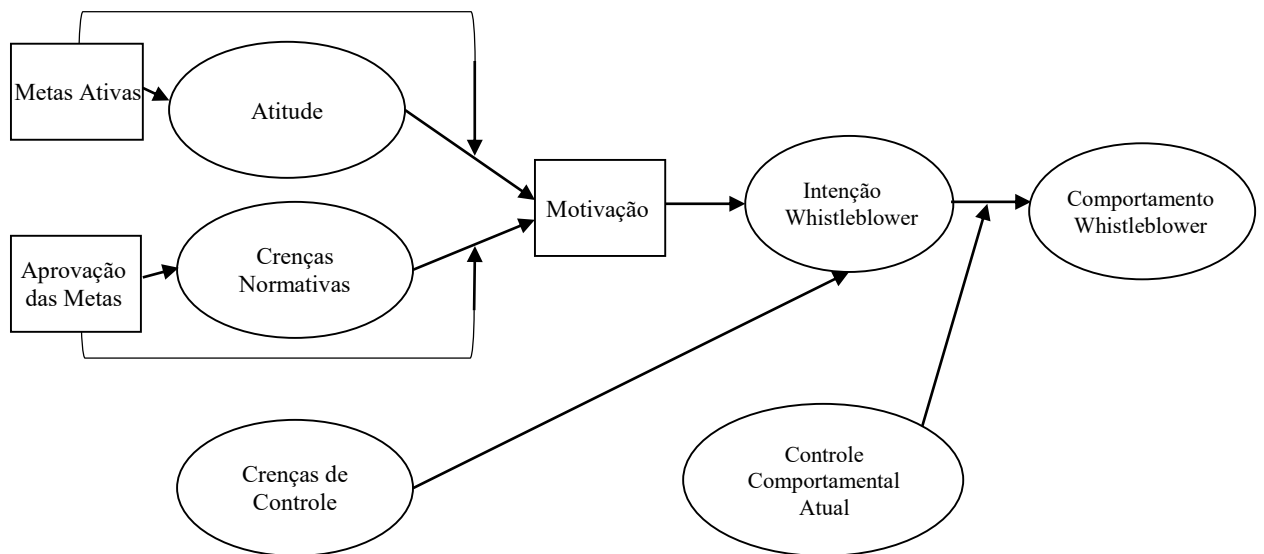 Metas Ativas
Atitude
Aprovação
das Metas
Crenças
Normativas
Motivação
Intenção
Whistleblower
Comportamento
Whistleblower
Crenças de
Controle
Controle
Comportamental
Atual